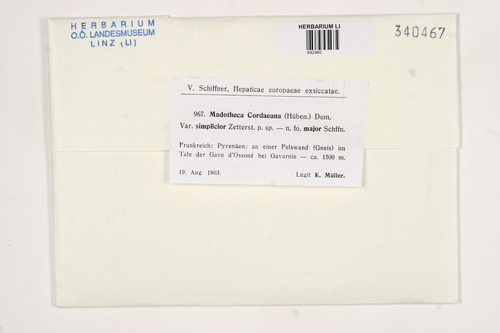 HERBARIUM
O.Ö. LANDESMUSEUM
LINZ (LI)
HERBARIUM LI
642460
340467
V. Schiffner, Hepaticae europaeae exsiccatae.
967. Madotheca Cordaeana (Hüben.) Dum.
Var. simplicior Zetterst. p. sp. — n. fo. major Schffn.
Frankreich: Pyrenäen; an einer Felswand (Gneis) im
Tale der Gave d'Ossoné bei Gavarnie — ca. 1500 m.
19. Aug. 1903. Legit K. Müller.